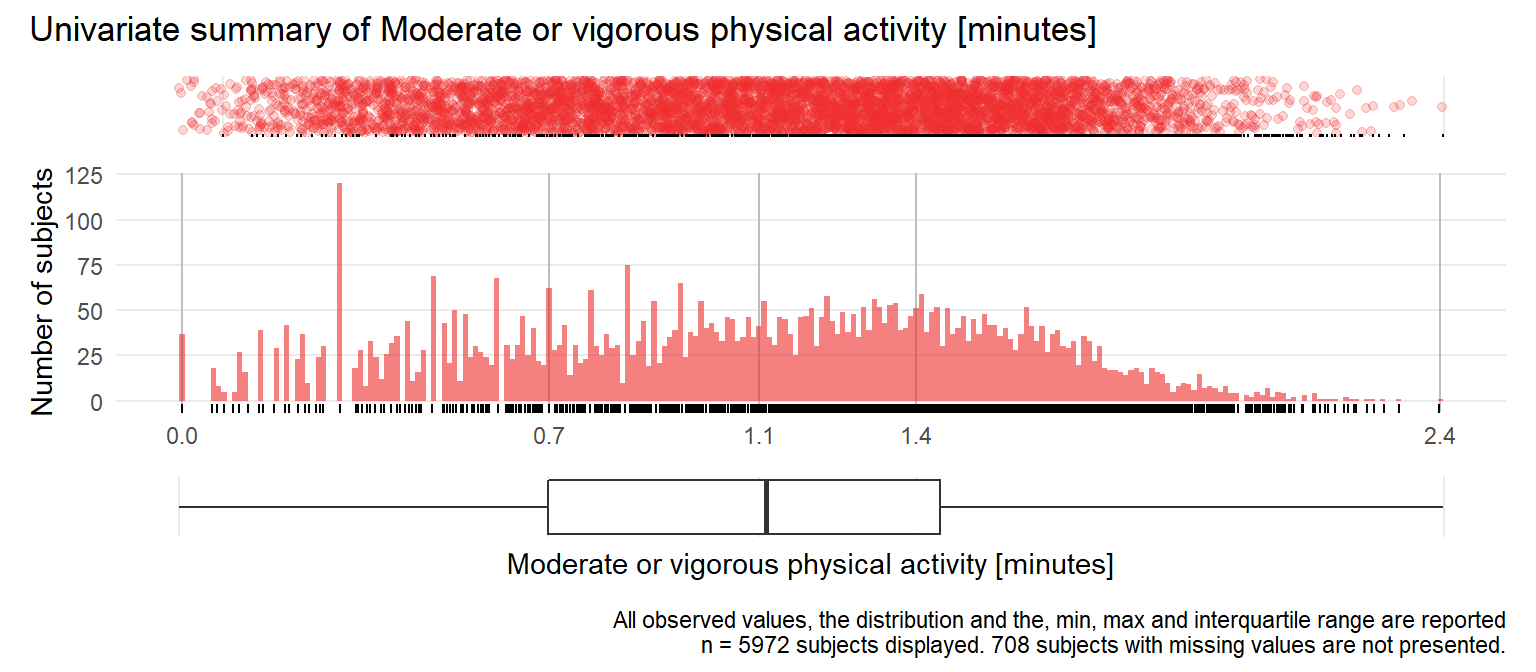 Univariate summary of Moderate or vigorous physical activity [minutes]
Number of subjects
125
100
75
50
25
0
0.0 0.7 1.1 1.4 2.4
Moderate or vigorous physical activity [minutes]
All observed values, the distribution and the, min, max and interquartile range are reported
n = 5972 subjects displayed. 708 subjects with missing values are not presented.